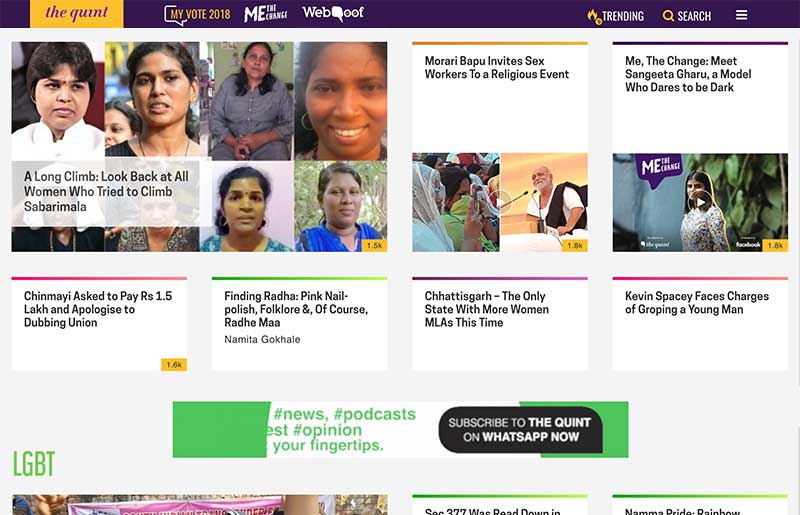 the quint
MY VOTE 2018
ME THE CHANGE
WebQoof
TRENDING
SEARCH
A Long Climb: Look Back at All
Women Who Tried to Climb
Sabarimala
1.5k
Morari Bapu Invites Sex
Workers To a Religious Event
1.8k
Me, The Change: Meet
Sangeeta Gharu, a Model
Who Dares to be Dark
ME THE CHANGE
the quint
facebook
1.8k
Chinmayi Asked to Pay Rs 1.5
Lakh and Apologise to
Dubbing Union
1.6k
Finding Radha: Pink Nail-
polish, Folklore &, Of Course,
Radhe Maa
Namita Gokhale
Chhattisgarh – The Only
State With More Women
MLAs This Time
Kevin Spacey Faces Charges
of Groping a Young Man
#news, #podcasts
est #opinion
your fingertips.
SUBSCRIBE TO THE QUINT
ON WHATSAPP NOW
LGBT
Sec 377 Was Read Down in
Namma Pride: Rainbow